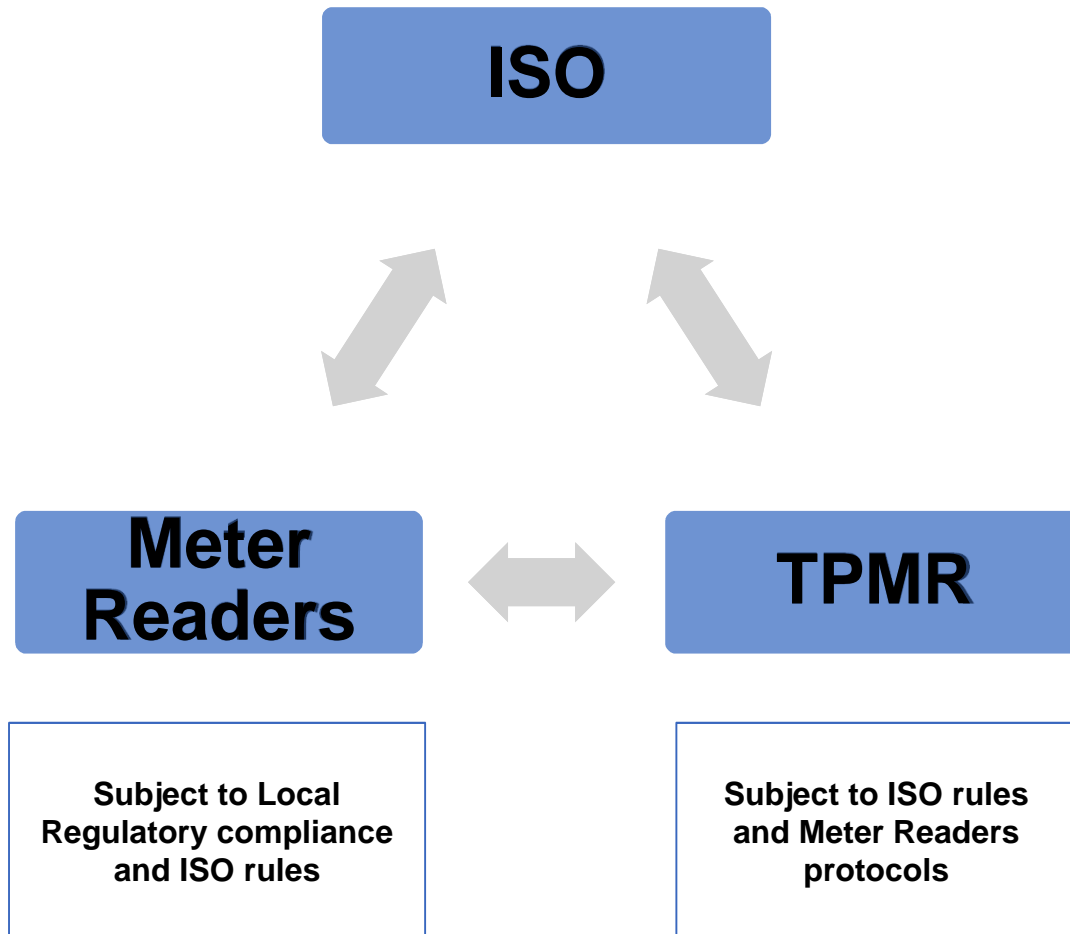 ISO
Meter
Readers
TPMR
Subject to Local
Regulatory compliance
and ISO rules
Subject to ISO rules
and Meter Readers
protocols